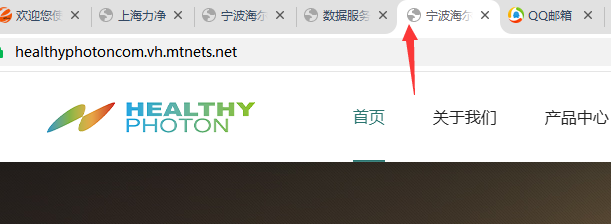 欢迎您使 上海力净 宁波海尔 数据服务 宁波海尔 QQ邮箱
healthyphotoncom.vh.mtnets.net
HEALTHY
PHOTON
首页 关于我们 产品中心